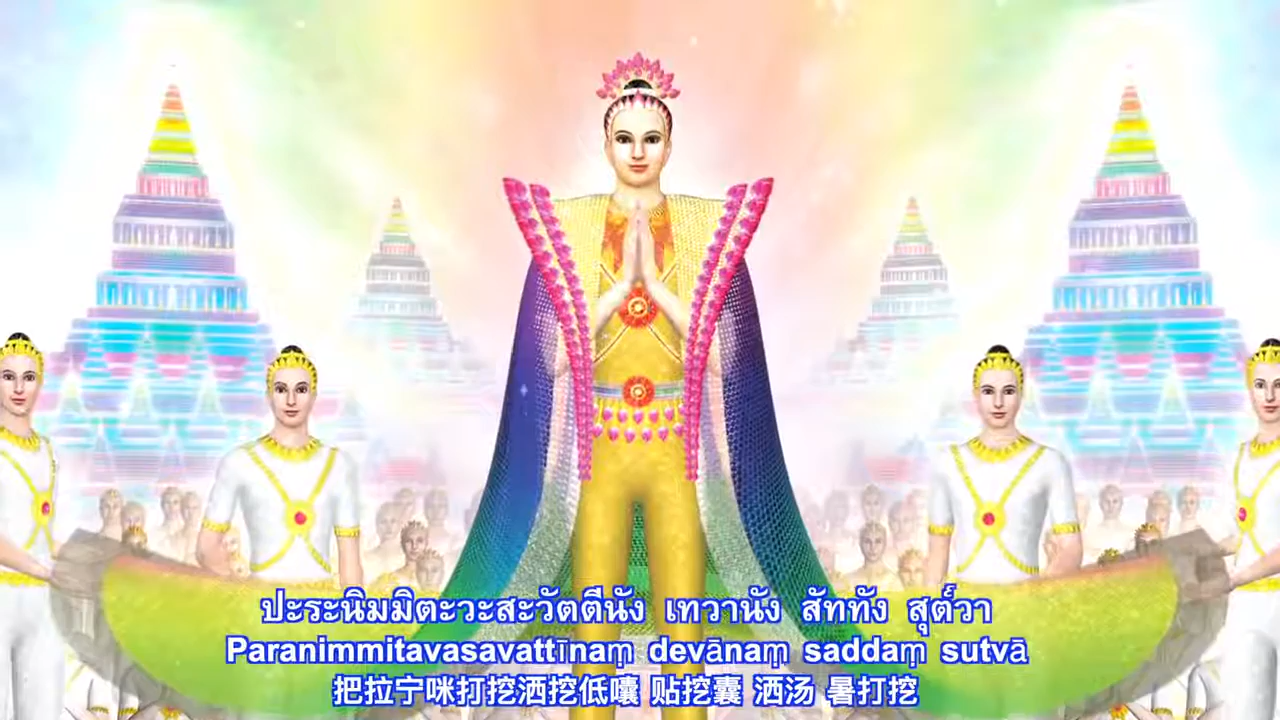 ปะระนิมมิตะวะสะวัตตีนัง เทวานัง สัททัง สุต์วา
Paranimmitavasavattīnaṃ devānaṃ saddaṃ sutvā
把拉宁咪打挖洒挖低囔 贴挖囊 洒汤 暑打挖